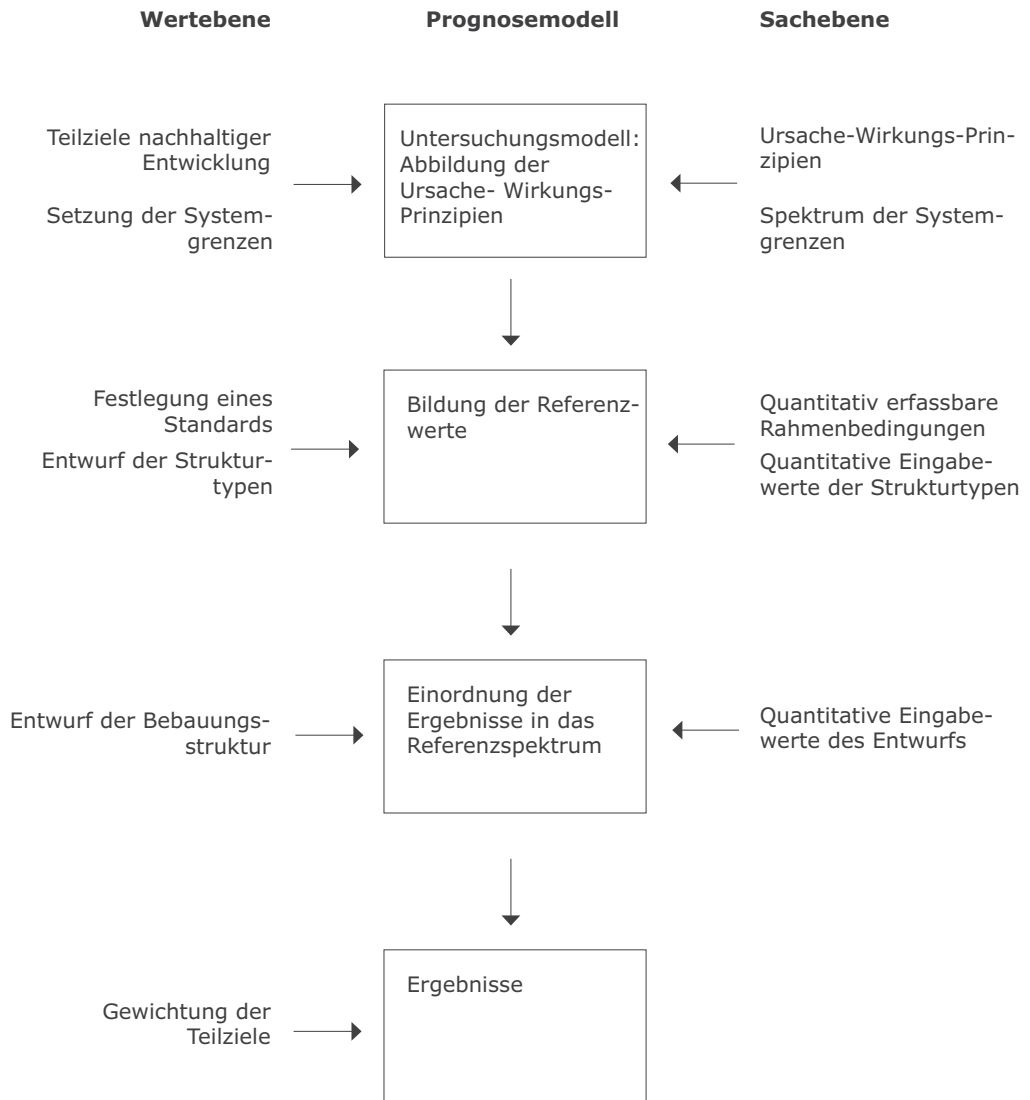 Wertebene
Prognosemodell
Sachebene
Teilziele nachhaltiger
Entwicklung
Setzung der System-
grenzen
Untersuchungsmodell:
Abbildung der
Ursache- Wirkungs-
Prinzipien
Ursache-Wirkungs-Prin-
zipien
Spektrum der System-
grenzen
Festlegung eines
Standards
Entwurf der Struktur-
typen
Bildung der Referenz-
werte
Quantitativ erfassbare
Rahmenbedingungen
Quantitative Eingabe-
werte der Strukturtypen
Entwurf der Bebauungs-
struktur
Einordnung der
Ergebnisse in das
Referenzspektrum
Quantitative Eingabe-
werte des Entwurfs
Gewichtung der
Teilziele
Ergebnisse